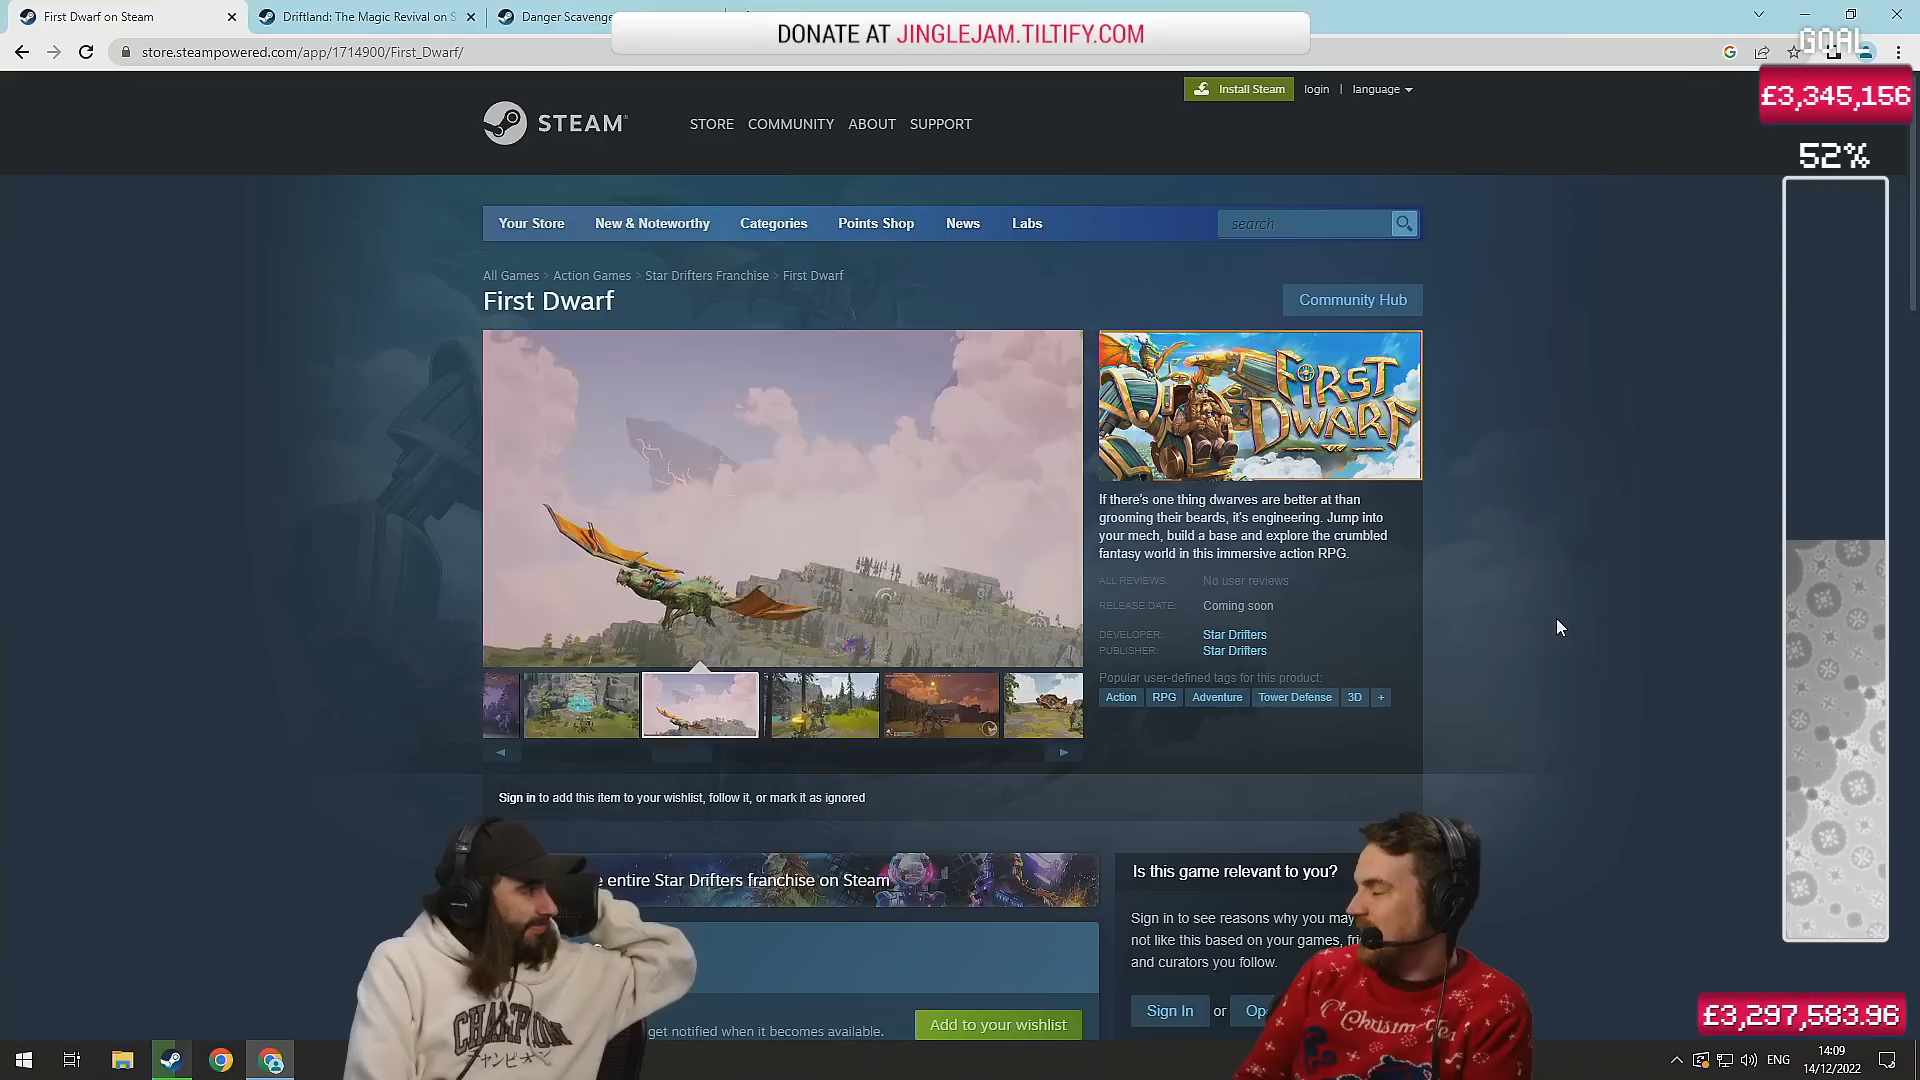 First Dwarf on Steam
Driftland: The Magic Revival on S
Danger Scavenge
DONATE AT JINGLEJAM.TILTIFY.COM
store.steampowered.com/app/1714900/First_Dwarf/
GOAL
£3,345,156
52%
Install Steam
login
language
STEAM
STORE
COMMUNITY
ABOUT
SUPPORT
Your Store
New & Noteworthy
Categories
Points Shop
News
Labs
search
All Games > Action Games > Star Drifters Franchise > First Dwarf
First Dwarf
Community Hub
FIRST
DWARF
If there's one thing dwarves are better at than
grooming their beards, it's engineering. Jump into
your mech, build a base and explore the crumbled
fantasy world in this immersive action RPG.
ALL REVIEWS: No user reviews
RELEASE DATE: Coming soon
DEVELOPER: Star Drifters
PUBLISHER: Star Drifters
Popular user-defined tags for this product:
Action
RPG
Adventure
Tower Defense
3D
+
Sign in to add this item to your wishlist, follow it, or mark it as ignored
entire Star Drifters franchise on Steam
Is this game relevant to you?
Sign in to see reasons why you may
not like this based on your games,
and curators you follow.
Sign In or
get notified when it becomes available.
Add to your wishlist
CHAMPION
チャンピオン
£3,297,583.96
ENG
14:09
14/12/2022